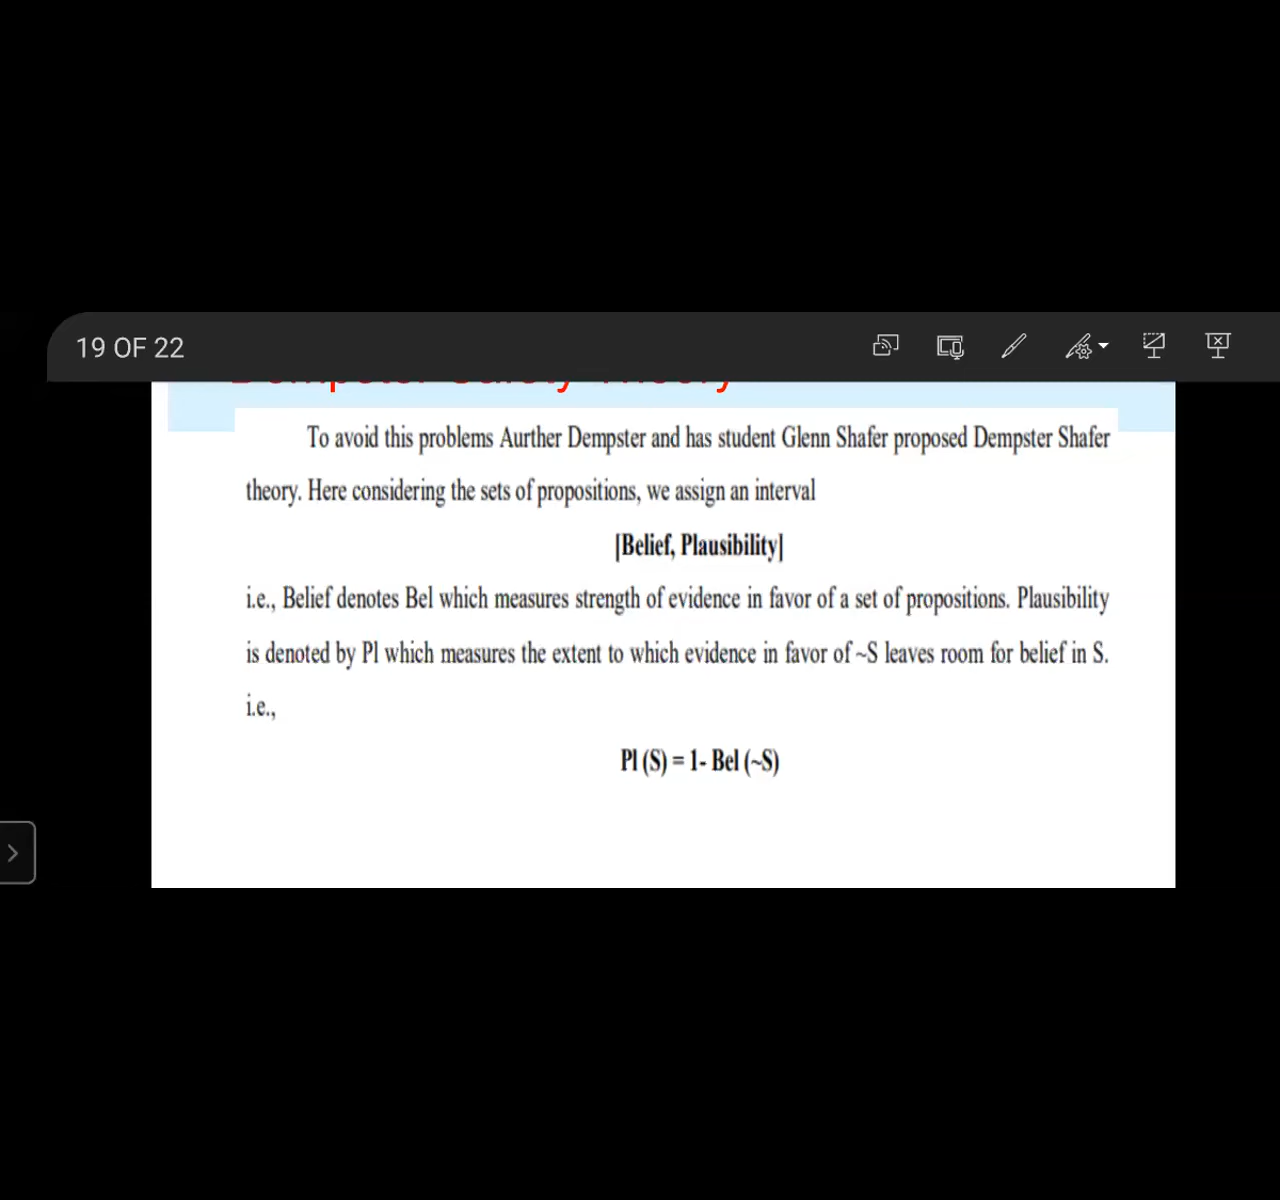 19 OF 22
To avoid this problems Aurther Dempster and has student Glenn Shafer proposed Dempster Shafer
theory. Here considering the sets of propositions, we assign an interval
[Belief, Plausibility]
i.e., Belief denotes Bel which measures strength of evidence in favor of a set of propositions. Plausibility
is denoted by Pl which measures the extent to which evidence in favor of ~S leaves room for belief in S.
i.e.,
Pl (S) = 1- Bel (~S)